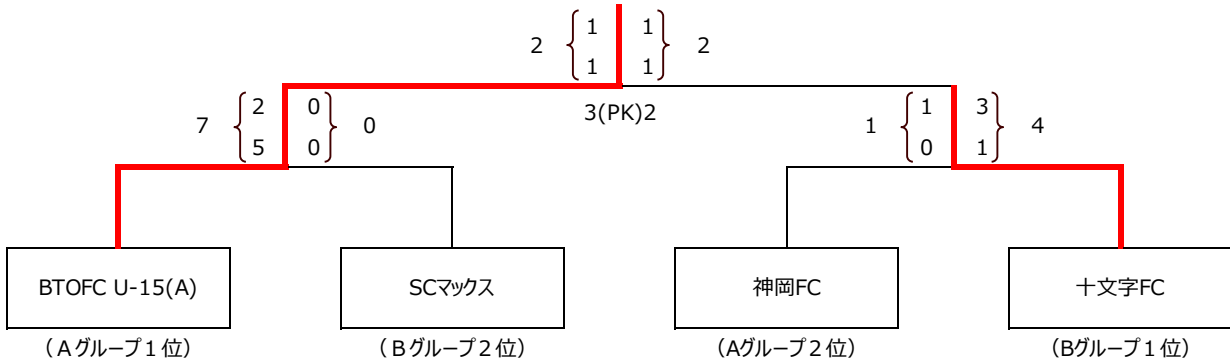 2 1 1 2
1 1
3(PK)2
7 2 0 0
5 0
1 1 3 4
0 1
BTOFC U-15(A)
SCマックス
神岡FC
十文字FC
(Aグループ１位)
(Bグループ２位)
(Aグループ２位)
(Bグループ１位)